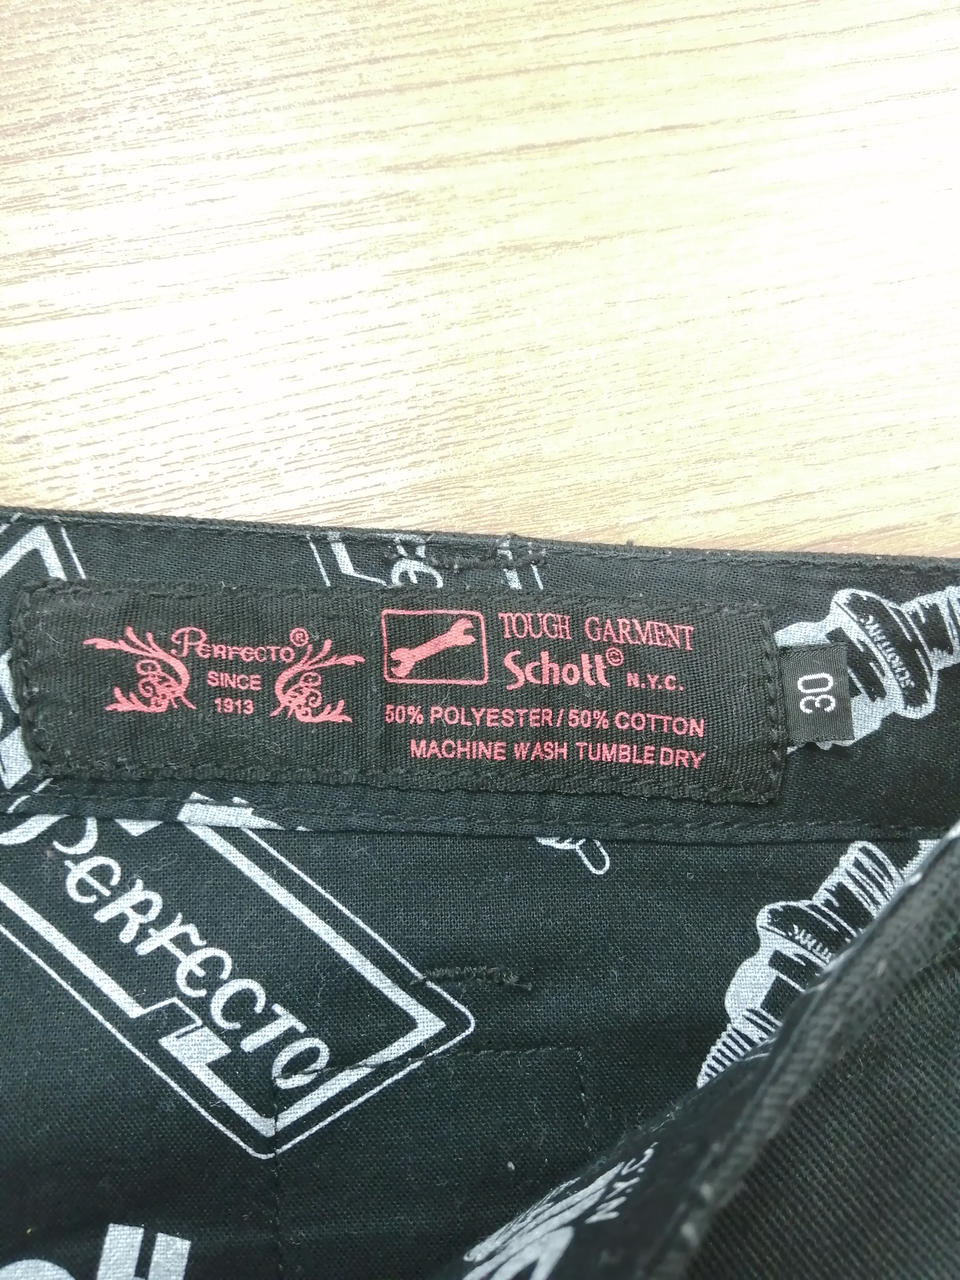 PERFECTO®
SINCE
1913
TOUGH GARMENT
Schott© N.Y.C.
50% POLYESTER/50% COTTON
MACHINE WASH TUMBLE DRY
30
PERFECTO